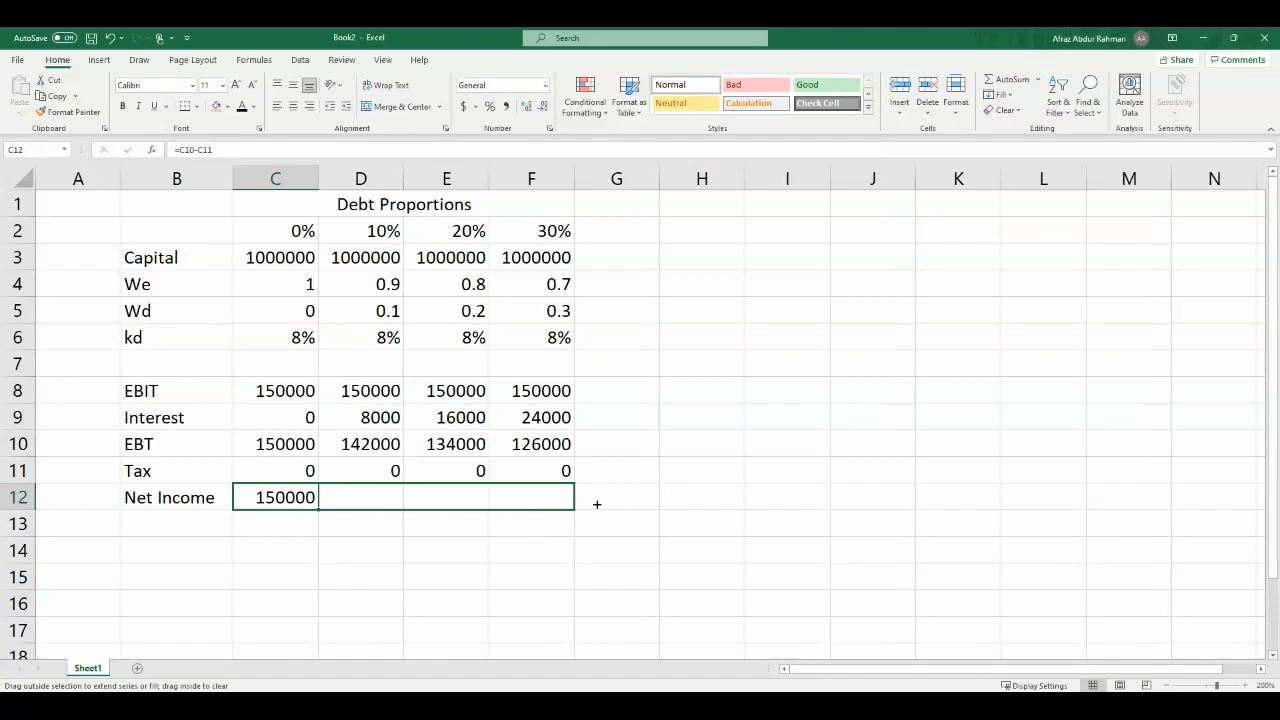 AutoSave Off Book2 - Excel Search Afraz Abdur Rahman AA
File Home Insert Draw Page Layout Formulas Data Review View Help Share Comments
Paste Cut Copy Format Painter
Calibri 11 Wrap Text General
B I U Merge & Center $ % Conditional Formatting Format as Table
Normal Bad Good
Neutral Calculation Check Cell
Insert Delete Format AutoSum Fill Clear Sort & Filter Find & Select Analyze Data Sensitivity
Clipboard Font Alignment Number Styles Cells Editing Analysis Sensitivity
C12 fx =C10-C11
A B C D E F G H I J K L M N
1 Debt Proportions
2 0% 10% 20% 30%
3 Capital 1000000 1000000 1000000 1000000
4 We 1 0.9 0.8 0.7
5 Wd 0 0.1 0.2 0.3
6 kd 8% 8% 8% 8%
7
8 EBIT 150000 150000 150000 150000
9 Interest 0 8000 16000 24000
10 EBT 150000 142000 134000 126000
11 Tax 0 0 0 0
12 Net Income 150000
13
14
15
16
17
18
Sheet1
Drag outside selection to extend series or fill; drag inside to clear Display Settings 200%